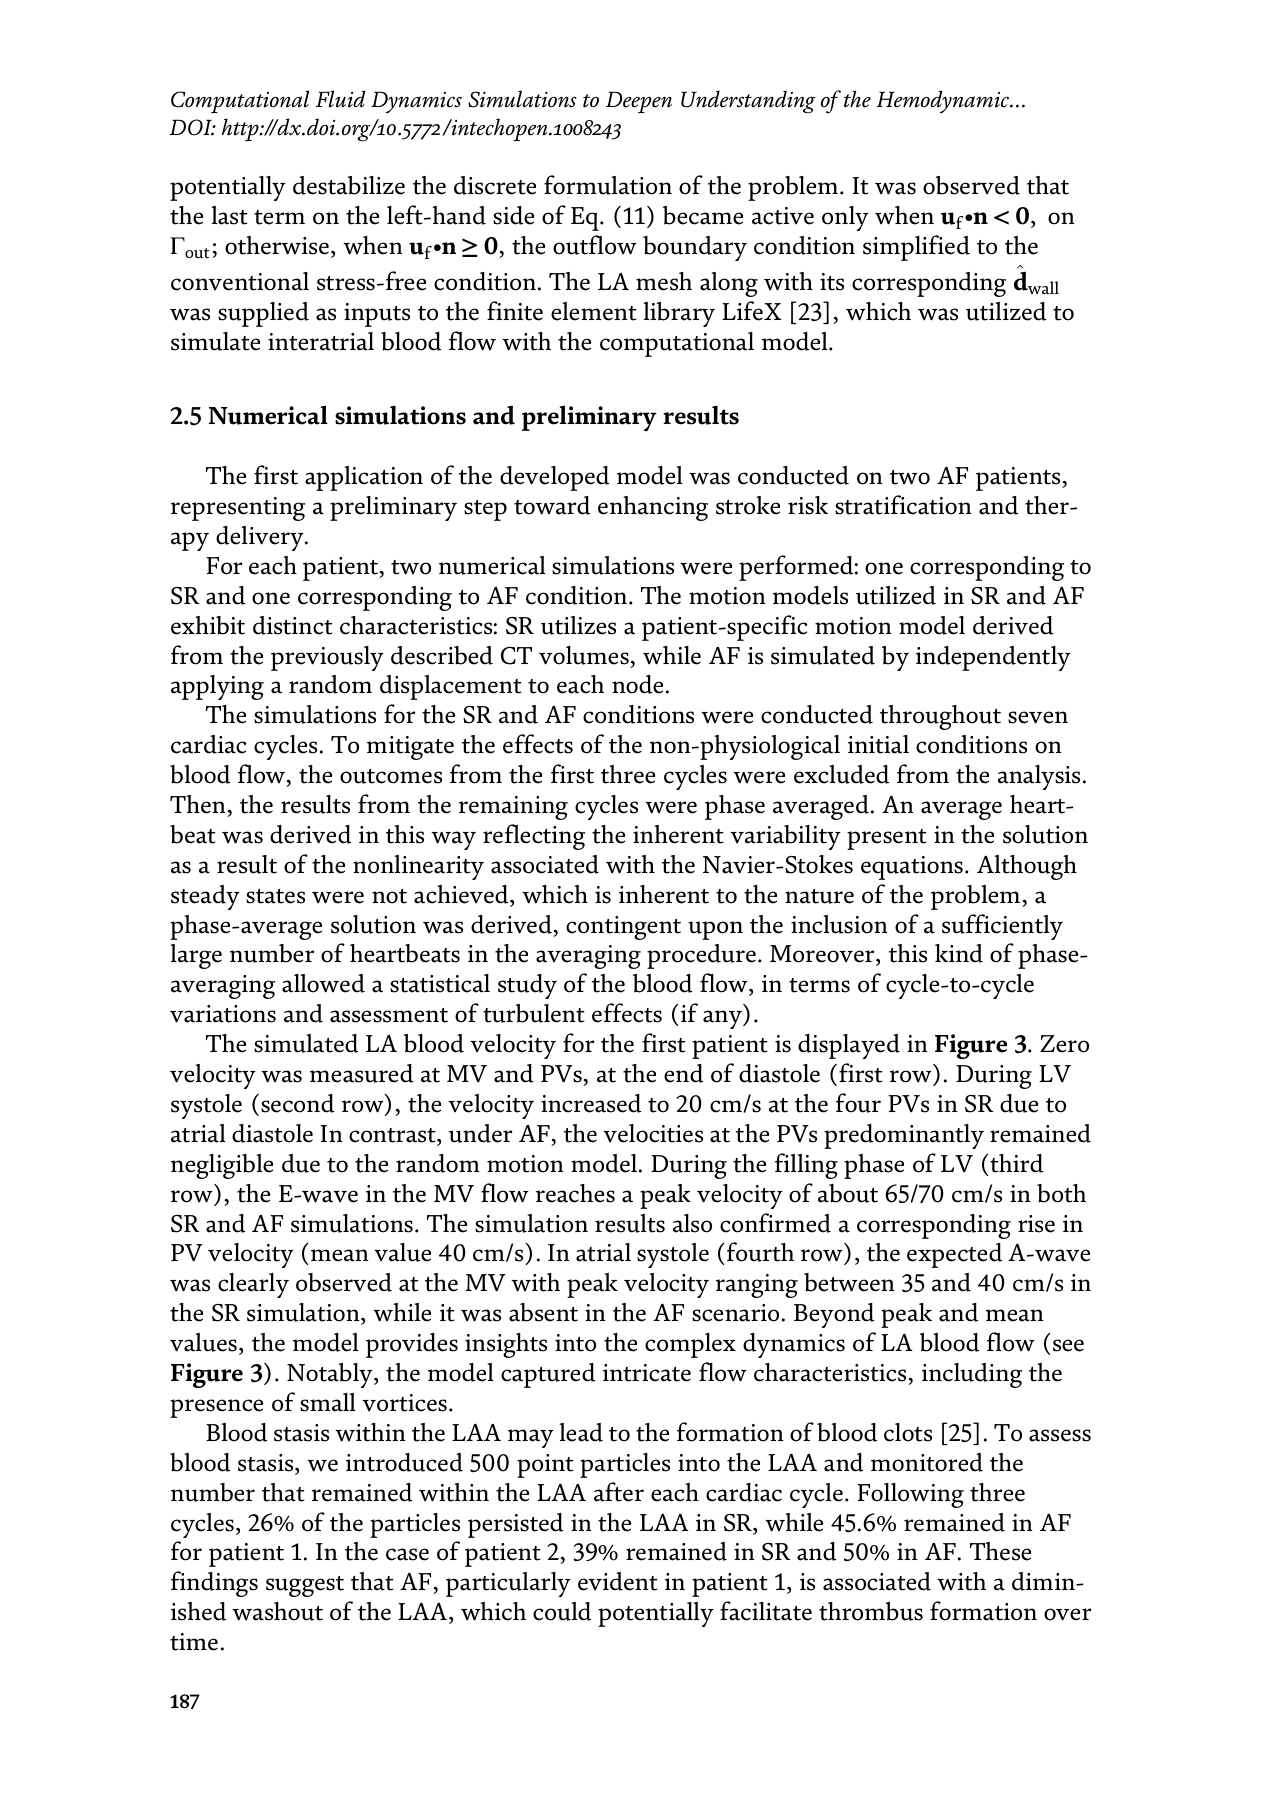 Computational Fluid Dynamics Simulations to Deepen Understanding of the Hemodynamic…
DOI: http://dx.doi.org/10.5772/intechopen.1008243
potentially destabilize the discrete formulation of the problem. It was observed that
the last term on the left-hand side of Eq. (11) became active only when u_f•n < 0, on
Γ_out; otherwise, when u_f•n ≥ 0, the outflow boundary condition simplified to the
conventional stress-free condition. The LA mesh along with its corresponding d̂_wall
was supplied as inputs to the finite element library LifeX [23], which was utilized to
simulate interatrial blood flow with the computational model.
2.5 Numerical simulations and preliminary results
The first application of the developed model was conducted on two AF patients,
representing a preliminary step toward enhancing stroke risk stratification and ther-
apy delivery.
For each patient, two numerical simulations were performed: one corresponding to
SR and one corresponding to AF condition. The motion models utilized in SR and AF
exhibit distinct characteristics: SR utilizes a patient-specific motion model derived
from the previously described CT volumes, while AF is simulated by independently
applying a random displacement to each node.
The simulations for the SR and AF conditions were conducted throughout seven
cardiac cycles. To mitigate the effects of the non-physiological initial conditions on
blood flow, the outcomes from the first three cycles were excluded from the analysis.
Then, the results from the remaining cycles were phase averaged. An average heart-
beat was derived in this way reflecting the inherent variability present in the solution
as a result of the nonlinearity associated with the Navier-Stokes equations. Although
steady states were not achieved, which is inherent to the nature of the problem, a
phase-average solution was derived, contingent upon the inclusion of a sufficiently
large number of heartbeats in the averaging procedure. Moreover, this kind of phase-
averaging allowed a statistical study of the blood flow, in terms of cycle-to-cycle
variations and assessment of turbulent effects (if any).
The simulated LA blood velocity for the first patient is displayed in Figure 3. Zero
velocity was measured at MV and PVs, at the end of diastole (first row). During LV
systole (second row), the velocity increased to 20 cm/s at the four PVs in SR due to
atrial diastole In contrast, under AF, the velocities at the PVs predominantly remained
negligible due to the random motion model. During the filling phase of LV (third
row), the E-wave in the MV flow reaches a peak velocity of about 65/70 cm/s in both
SR and AF simulations. The simulation results also confirmed a corresponding rise in
PV velocity (mean value 40 cm/s). In atrial systole (fourth row), the expected A-wave
was clearly observed at the MV with peak velocity ranging between 35 and 40 cm/s in
the SR simulation, while it was absent in the AF scenario. Beyond peak and mean
values, the model provides insights into the complex dynamics of LA blood flow (see
Figure 3). Notably, the model captured intricate flow characteristics, including the
presence of small vortices.
Blood stasis within the LAA may lead to the formation of blood clots [25]. To assess
blood stasis, we introduced 500 point particles into the LAA and monitored the
number that remained within the LAA after each cardiac cycle. Following three
cycles, 26% of the particles persisted in the LAA in SR, while 45.6% remained in AF
for patient 1. In the case of patient 2, 39% remained in SR and 50% in AF. These
findings suggest that AF, particularly evident in patient 1, is associated with a dimin-
ished washout of the LAA, which could potentially facilitate thrombus formation over
time.
187